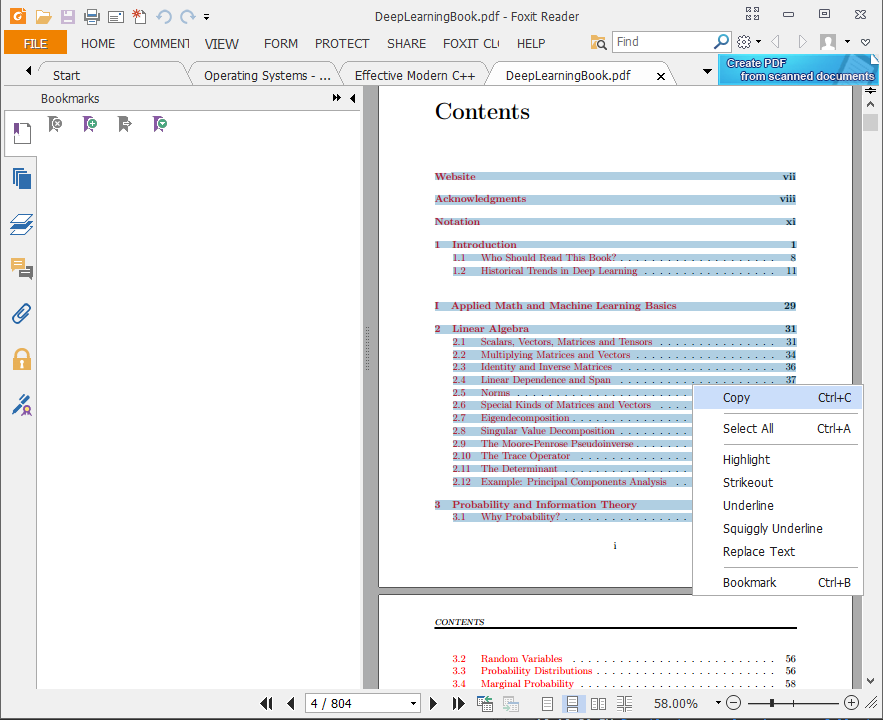 DeepLearningBook.pdf - Foxit Reader
FILE HOME COMMENT VIEW FORM PROTECT SHARE FOXIT CL HELP Find
Start Operating Systems - ... Effective Modern C++ DeepLearningBook.pdf
Create PDF
from scanned documents
Bookmarks
Contents
Website vii
Acknowledgments viii
Notation xi
1 Introduction 1
1.1 Who Should Read This Book? . . . . . . . . . . . . . . . . . . . . 8
1.2 Historical Trends in Deep Learning . . . . . . . . . . . . . . . . . 11
I Applied Math and Machine Learning Basics 29
2 Linear Algebra 31
2.1 Scalars, Vectors, Matrices and Tensors . . . . . . . . . . . . . . . 31
2.2 Multiplying Matrices and Vectors . . . . . . . . . . . . . . . . . . 34
2.3 Identity and Inverse Matrices . . . . . . . . . . . . . . . . . . . . 36
2.4 Linear Dependence and Span . . . . . . . . . . . . . . . . . . . . 37
2.5 Norms . . . . . . . . . . . . . . . . . .
2.6 Special Kinds of Matrices and Vectors . . . .
2.7 Eigendecomposition . . . . . . . . . . . . .
2.8 Singular Value Decomposition . . . . . . . .
2.9 The Moore-Penrose Pseudoinverse . . . . . .
2.10 The Trace Operator . . . . . . . . . . . .
2.11 The Determinant . . . . . . . . . . . . . .
2.12 Example: Principal Components Analysis . .
3 Probability and Information Theory
3.1 Why Probability? . . . . . . . . . . . . . .
i
Copy Ctrl+C
Select All Ctrl+A
Highlight
Strikeout
Underline
Squiggly Underline
Replace Text
Bookmark Ctrl+B
CONTENTS
3.2 Random Variables . . . . . . . . . . . . . . . . . . . . . . . . 56
3.3 Probability Distributions . . . . . . . . . . . . . . . . . . . . . 56
3.4 Marginal Probability . . . . . . . . . . . . . . . . . . . . . . . 58
4 / 804 58.00%